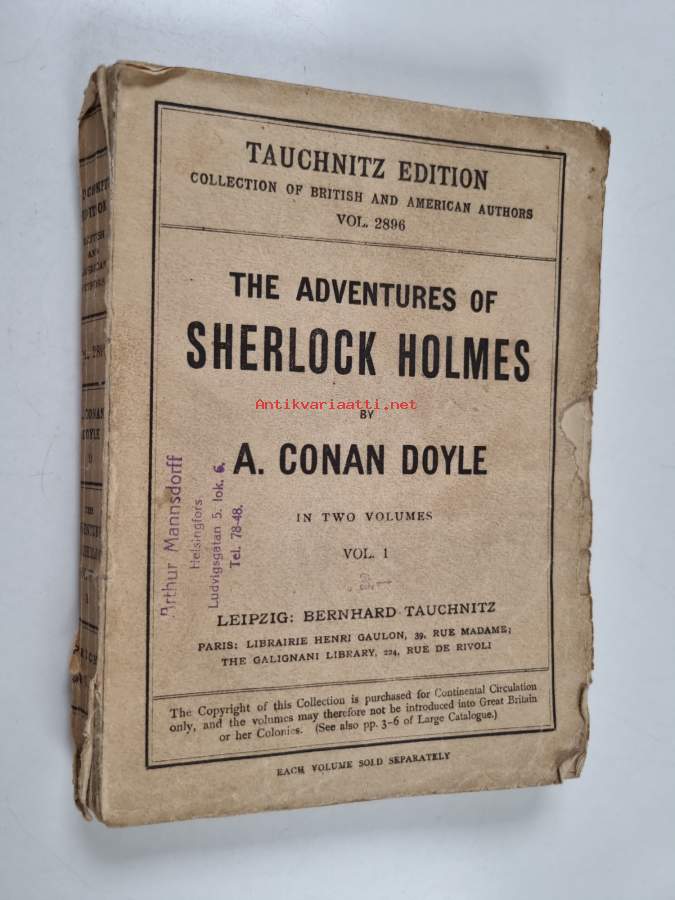 TAUCHNITZ EDITION
COLLECTION OF BRITISH AND AMERICAN AUTHORS
VOL. 2896
THE ADVENTURES OF
SHERLOCK HOLMES
Antikvariaatti.net
BY
A. CONAN DOYLE
IN TWO VOLUMES
VOL. 1
LEIPZIG: BERNHARD TAUCHNITZ
PARIS: LIBRAIRIE HENRI GAULON, 39, RUE MADAME;
THE GALIGNANI LIBRARY, 224, RUE DE RIVOLI
The Copyright of this Collection is purchased for Continental Circulation
only, and the volumes may therefore not be introduced into Great Britain
or her Colonies. (See also pp. 3–6 of Large Catalogue.)
EACH VOLUME SOLD SEPARATELY
Arthur Mannsdorff
Helsingfors
Ludvigsgatan 5. lok. 6.
Tel. 78-48.
CONAN
DOYLE
THE